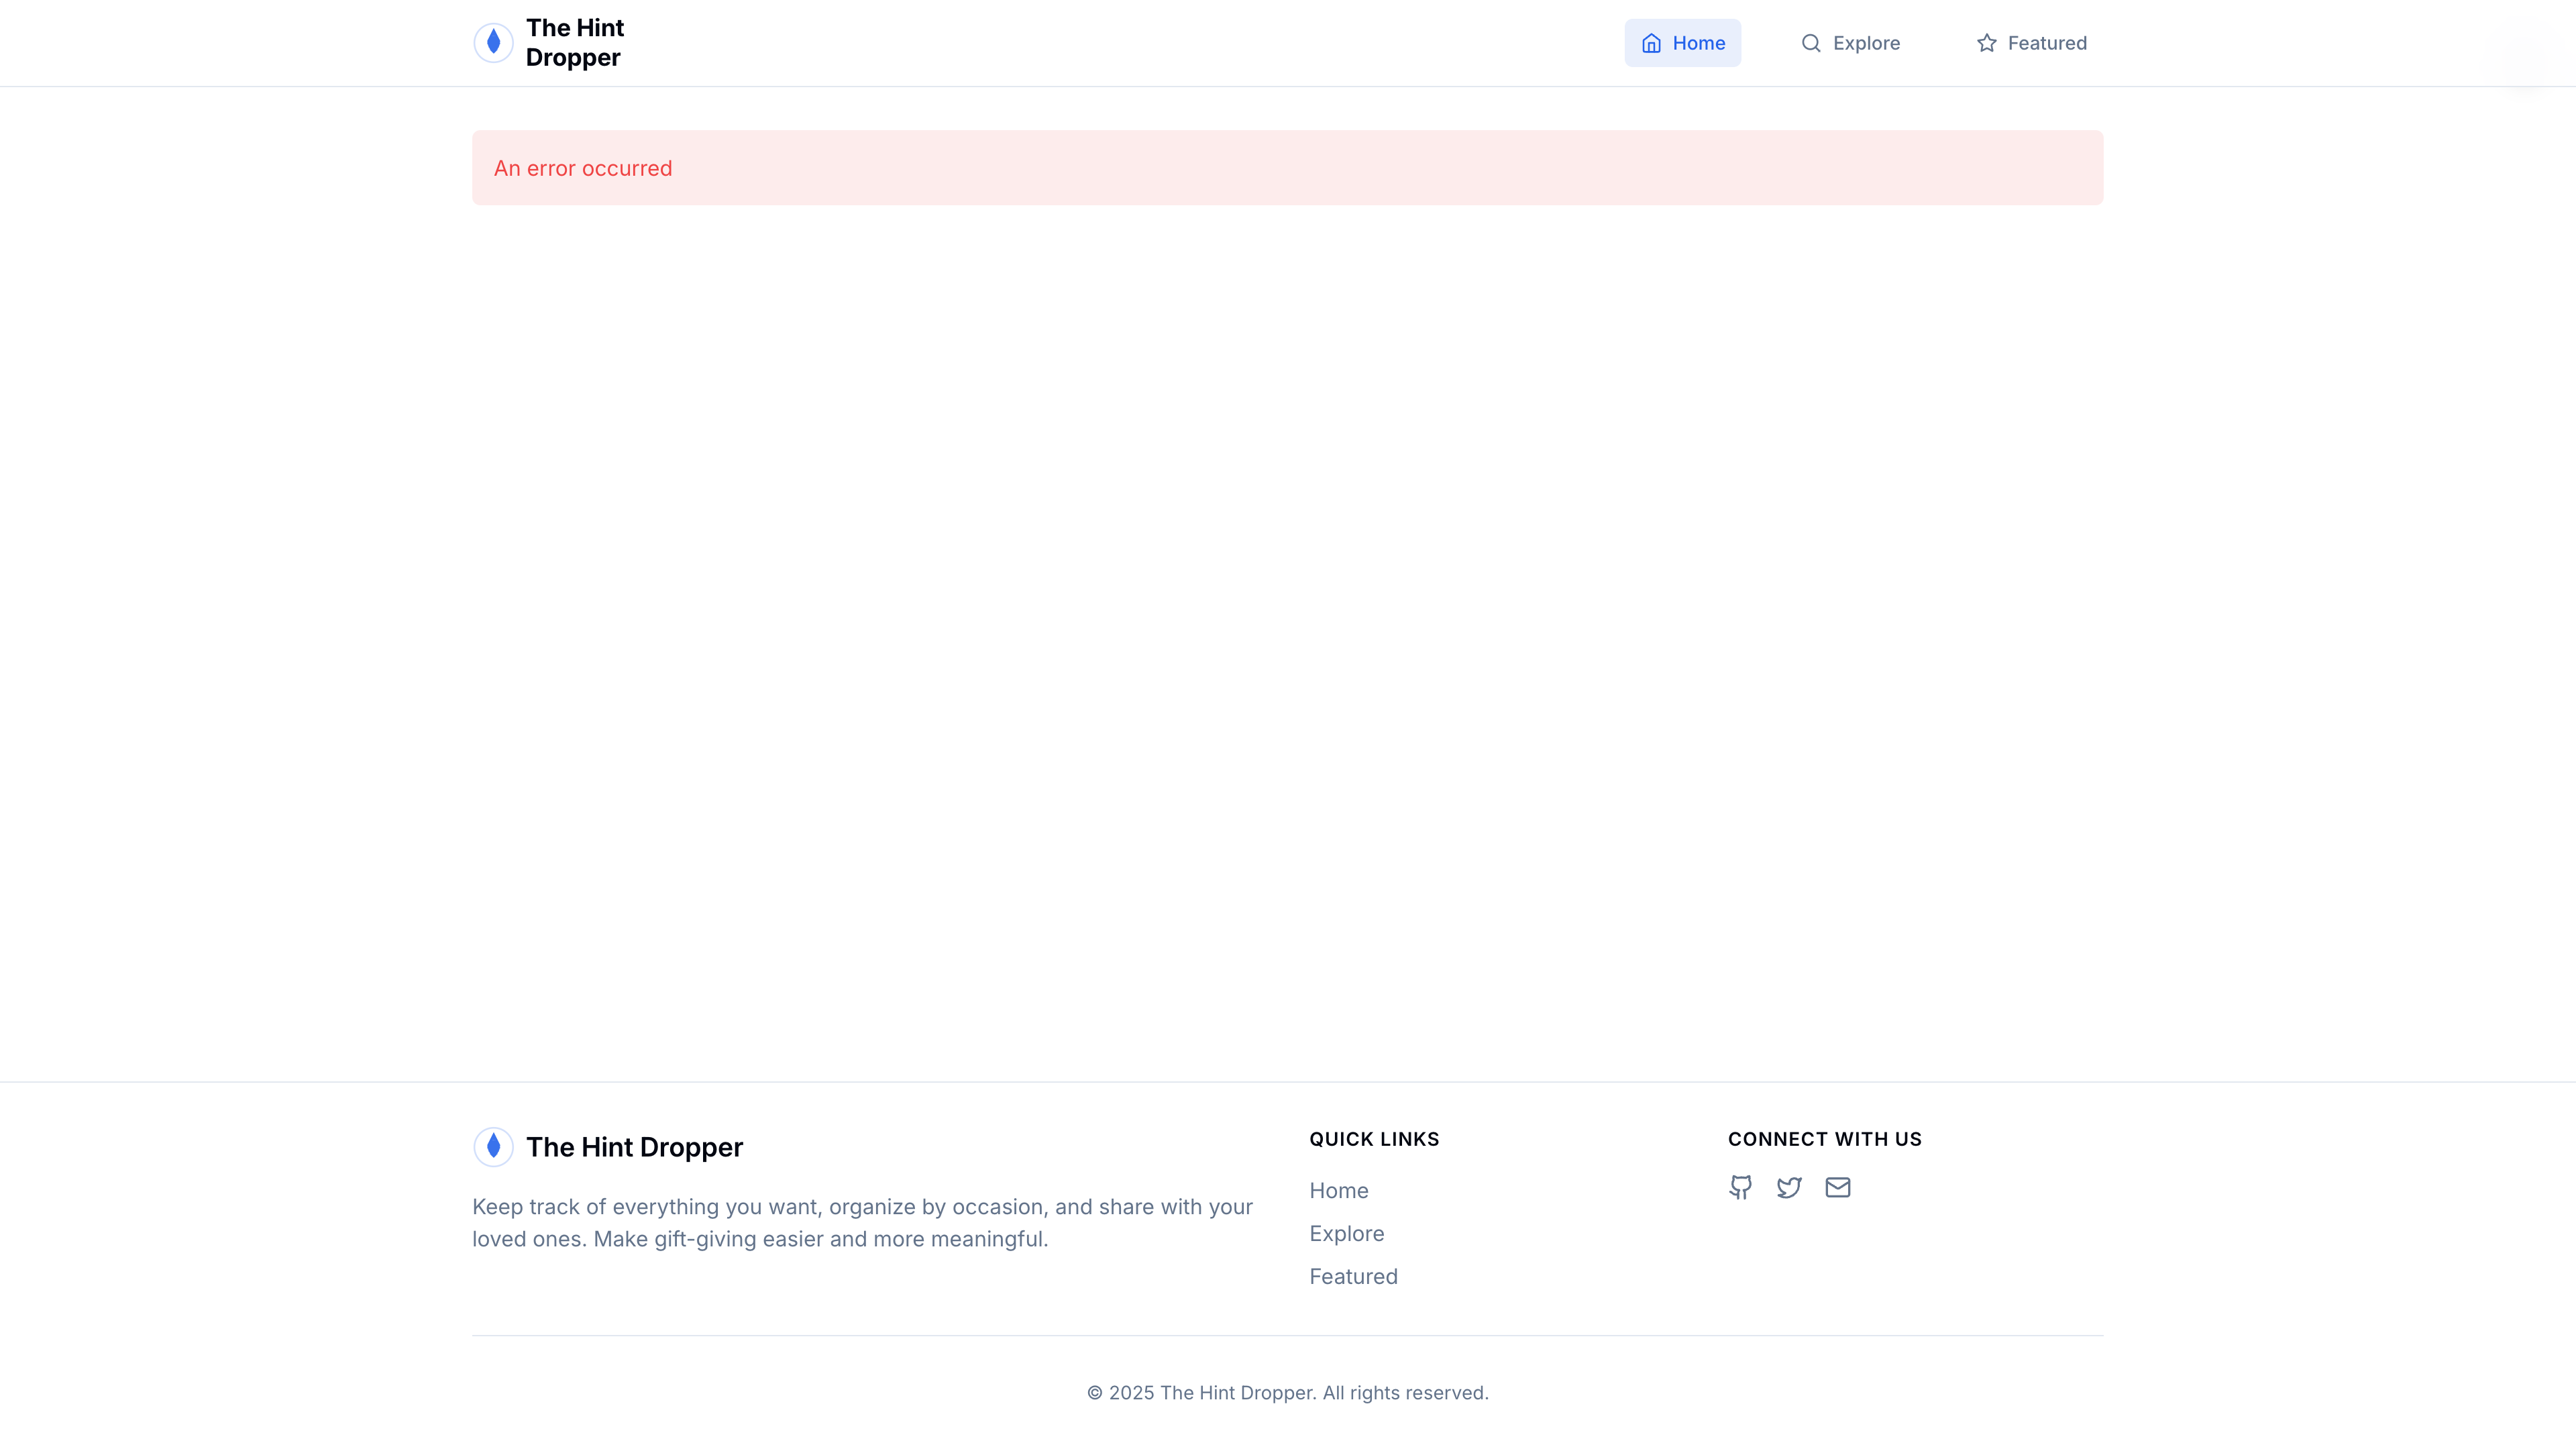 The Hint
Dropper
Home
Explore
Featured
An error occurred
The Hint Dropper
Keep track of everything you want, organize by occasion, and share with your
loved ones. Make gift-giving easier and more meaningful.
QUICK LINKS
Home
Explore
Featured
CONNECT WITH US
© 2025 The Hint Dropper. All rights reserved.